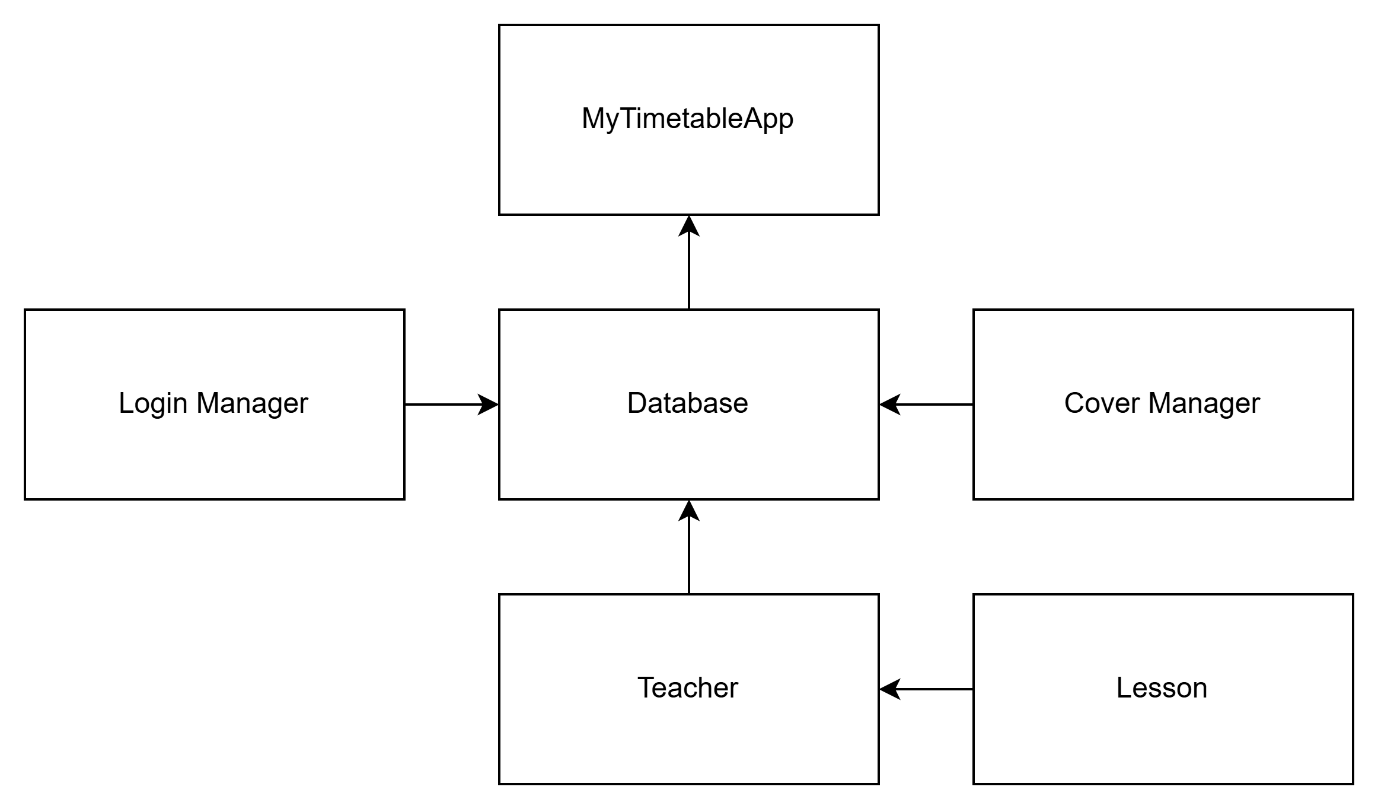 MyTimetableApp
Login Manager
Database
Cover Manager
Teacher
Lesson